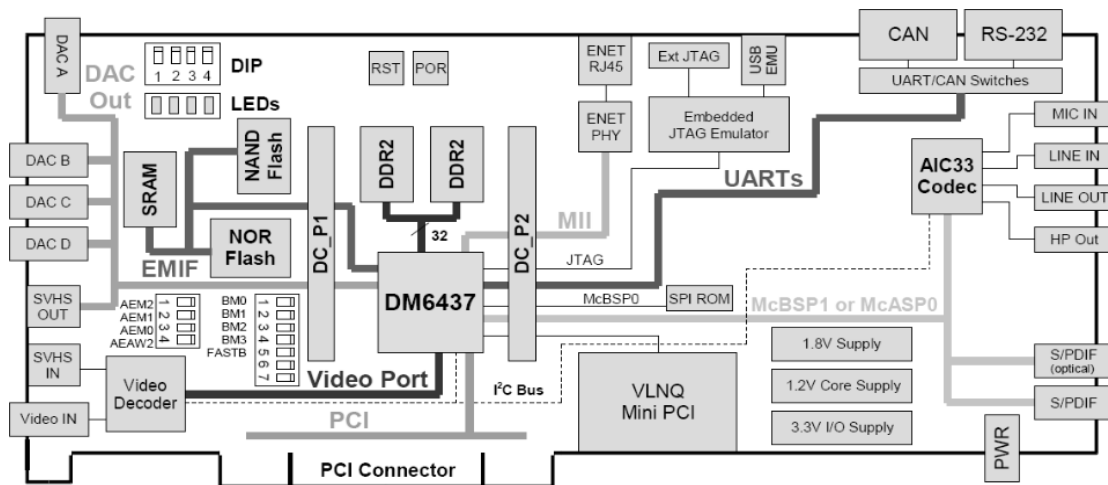 DAC A
DAC
Out
1 2 3 4
DIP
LEDs
RST
POR
ENET
RJ45
ENET
PHY
Ext JTAG
USB
EMU
Embedded
JTAG Emulator
CAN
RS-232
UART/CAN Switches
MIC IN
LINE IN
LINE OUT
HP Out
AIC33
Codec
DAC B
DAC C
DAC D
SVHS
OUT
SVHS
IN
Video IN
SRAM
NAND
Flash
NOR
Flash
EMIF
DC_P1
DDR2
DDR2
32
DC_P2
MII
UARTs
JTAG
DM6437
McBSP0
SPI ROM
McBSP1 or McASP0
AEM2
AEM1
AEM0
AEAW2
1
2
3
4
BM0
BM1
BM2
BM3
FASTB
1
2
3
4
5
6
7
Video
Decoder
Video Port
I²C Bus
PCI
VLNQ
Mini PCI
1.8V Supply
1.2V Core Supply
3.3V I/O Supply
S/PDIF
(optical)
S/PDIF
PWR
PCI Connector